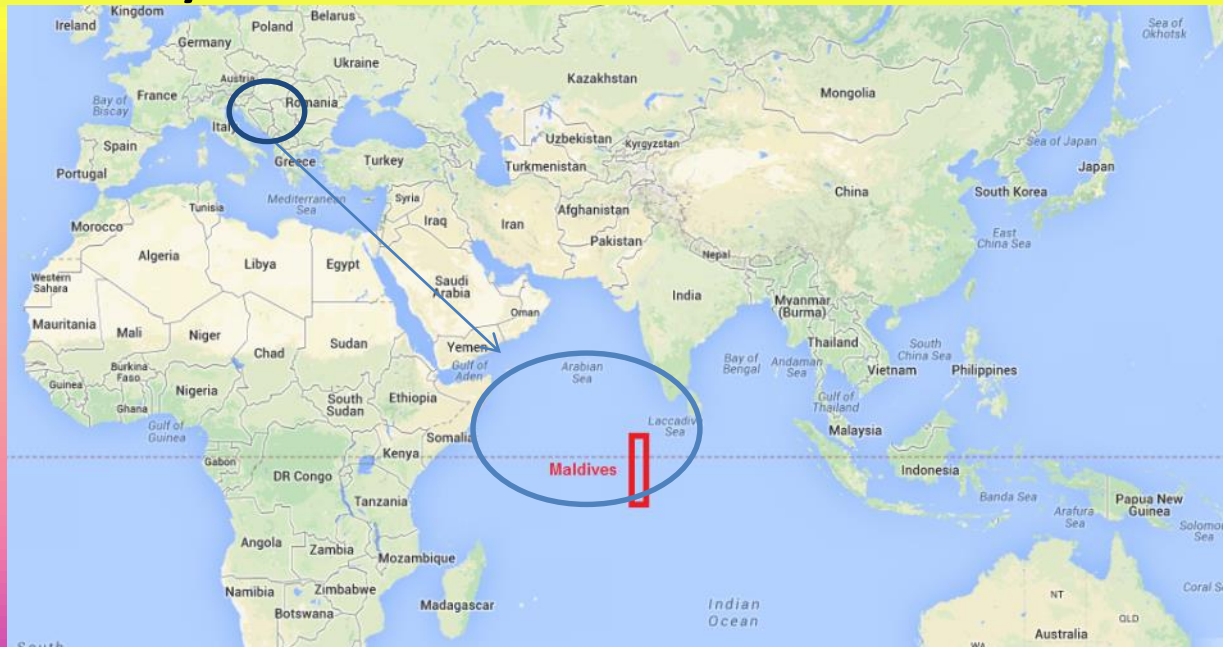 Kingdom
Ireland
Belarus
Poland
Germany
Ukraine
Austria
France
Bay of
Biscay
Romania
Italy
Spain
Portugal
Greece
Turkey
Mediterranean
Sea
Tunisia
Syria
Iraq
Iran
Morocco
Algeria
Libya
Egypt
Western
Sahara
Saudi
Arabia
Oman
Mauritania
Mali
Niger
Chad
Sudan
Yemen
Gulf of
Aden
Burkina
Faso
Guinea
Nigeria
Ghana
Gulf of
Guinea
South
Sudan
Ethiopia
Somalia
Gabon
Kenya
DR Congo
Tanzania
Angola
Zambia
Mozambique
Namibia
Zimbabwe
Botswana
Madagascar
Kazakhstan
Mongolia
Uzbekistan
Kyrgyzstan
Turkmenistan
Afghanistan
Pakistan
Nepal
India
China
Sea of
Okhotsk
Sea of Japan
Japan
South Korea
East
China Sea
Myanmar
(Burma)
Thailand
Bay of
Bengal
Andaman
Sea
South
China Sea
Vietnam
Philippines
Gulf of
Thailand
Arabian
Sea
Laccadive
Sea
Malaysia
Maldives
Indonesia
Banda Sea
Arafura
Sea
Papua New
Guinea
Solomon
Sea
Indian
Ocean
NT
QLD
WA
Australia
Coral
South